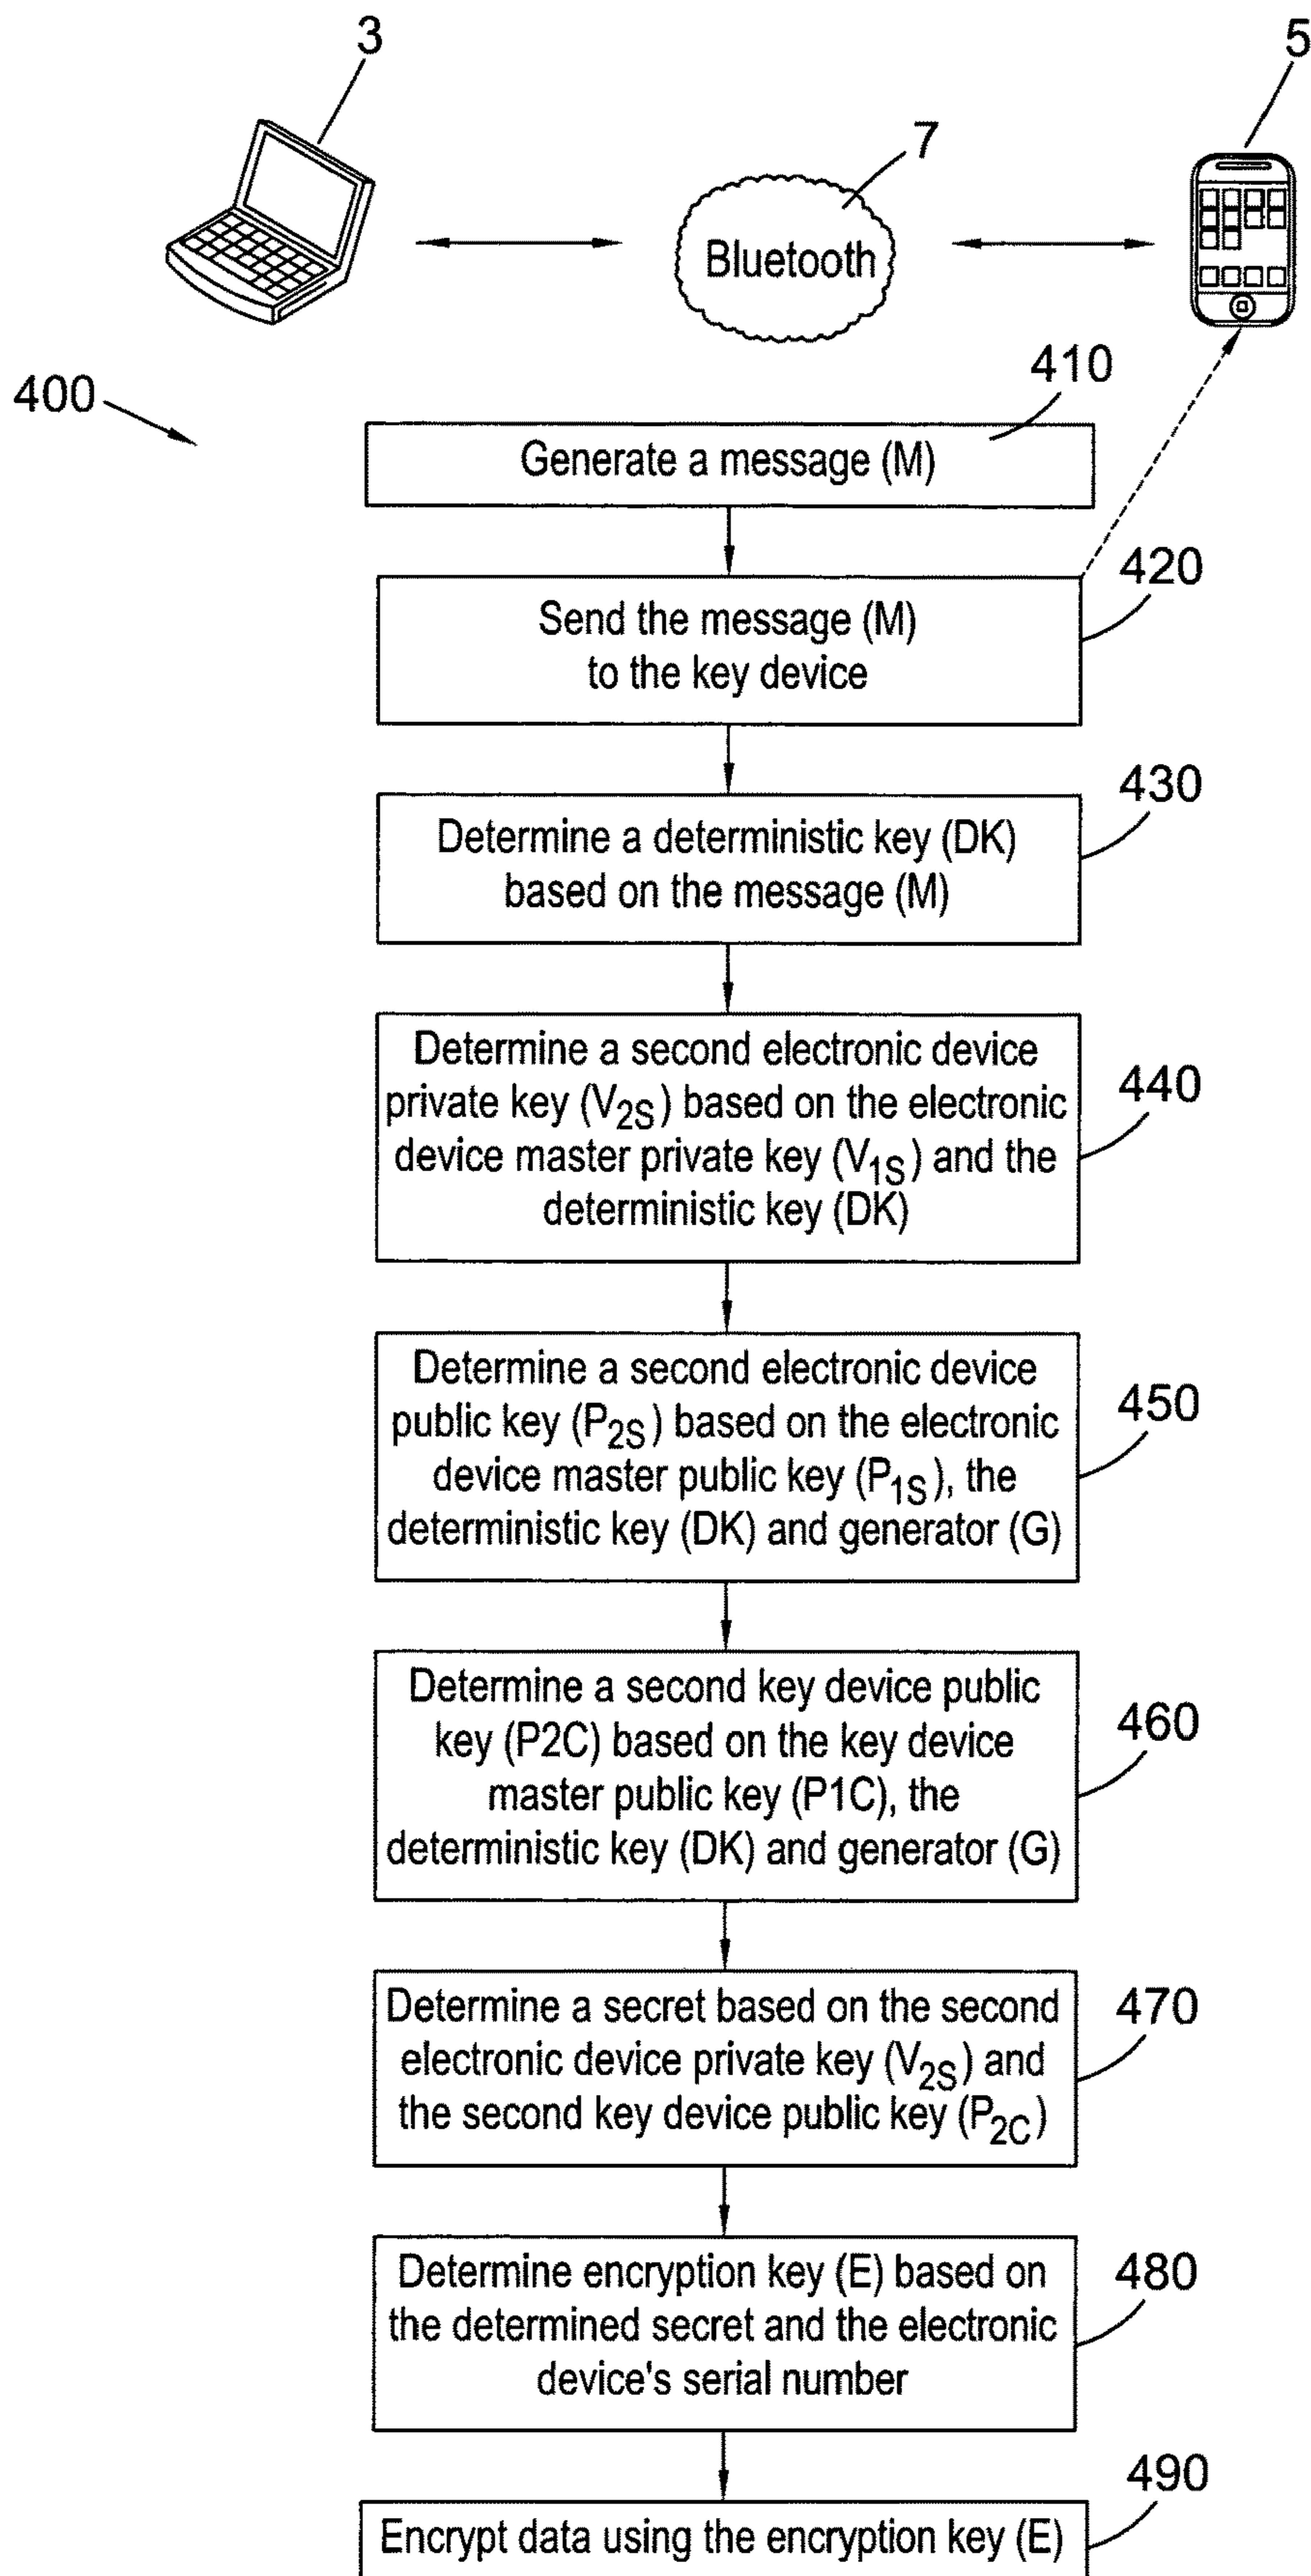 3
5
7
Bluetooth
400
410
Generate a message (M)
420
Send the message (M)
to the key device
430
Determine a deterministic key (DK)
based on the message (M)
440
Determine a second electronic device
private key (V2S) based on the electronic
device master private key (V1S) and the
deterministic key (DK)
450
Determine a second electronic device
public key (P2S) based on the electronic
device master public key (P1S), the
deterministic key (DK) and generator (G)
460
Determine a second key device public
key (P2C) based on the key device
master public key (P1C), the
deterministic key (DK) and generator (G)
470
Determine a secret based on the second
electronic device private key (V2S) and
the second key device public key (P2C)
480
Determine encryption key (E) based on
the determined secret and the electronic
device's serial number
490
Encrypt data using the encryption key (E)